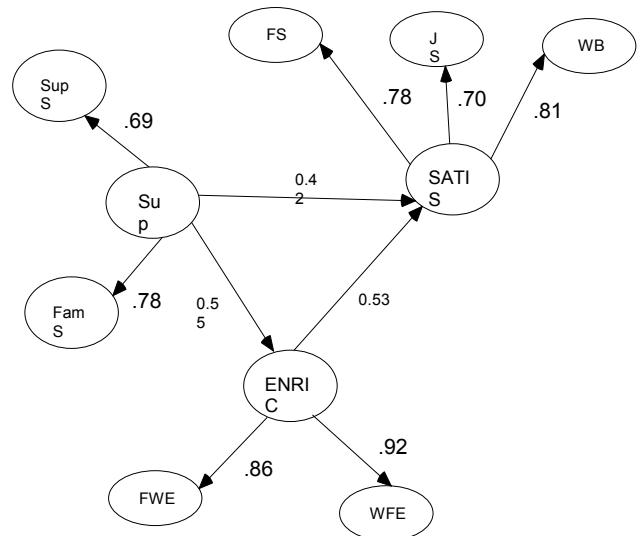 FS
J
S
WB
Sup
S
.69
.78
.70
.81
Su
p
0.4
2
SATI
S
Fam
S
.78
0.5
5
0.53
ENRI
C
.86
.92
FWE
WFE